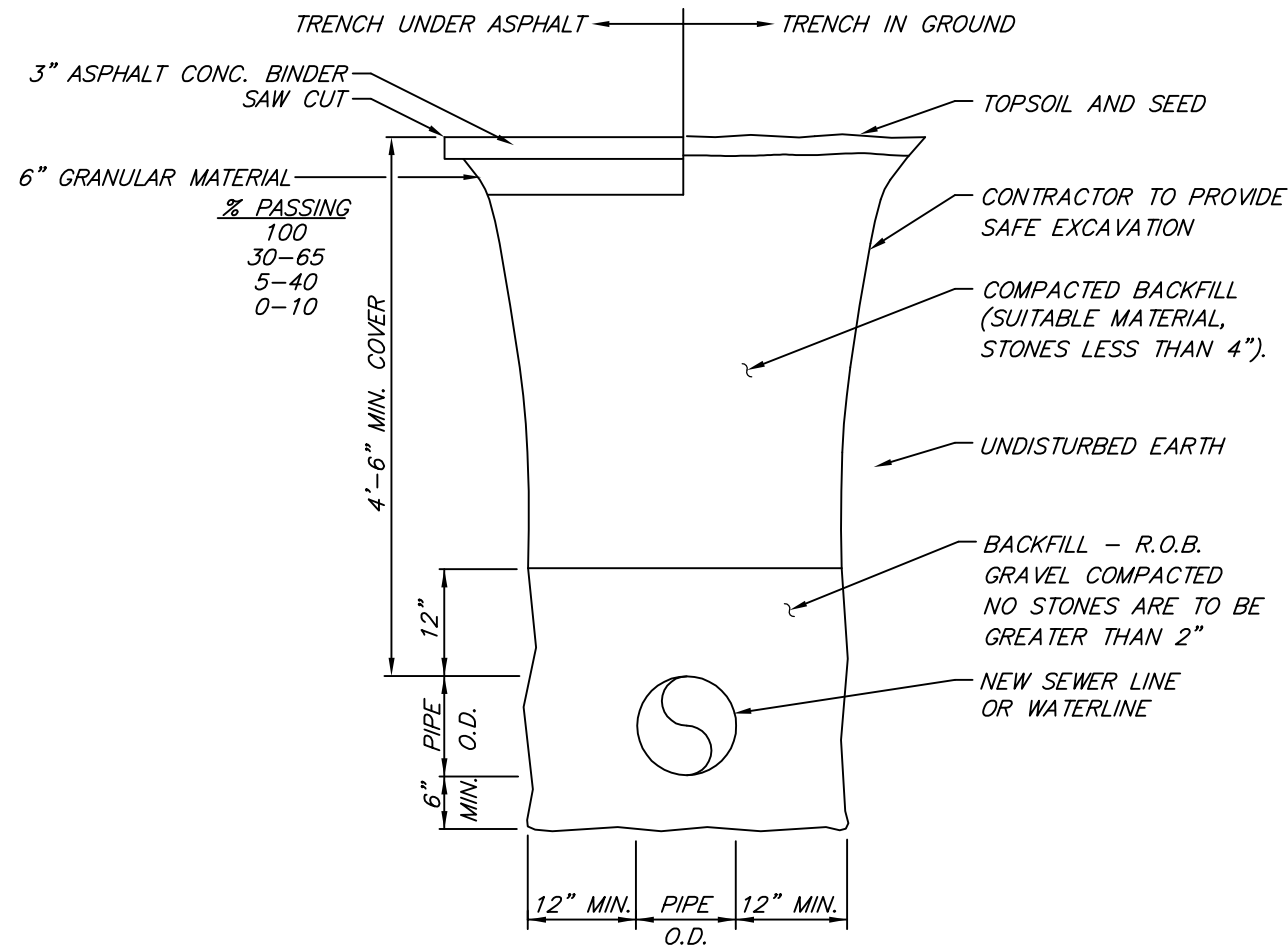 TRENCH UNDER ASPHALT
TRENCH IN GROUND
3" ASPHALT CONC. BINDER
SAW CUT
TOPSOIL AND SEED
6" GRANULAR MATERIAL
% PASSING
100
30-65
5-40
0-10
CONTRACTOR TO PROVIDE
SAFE EXCAVATION
COMPACTED BACKFILL
(SUITABLE MATERIAL,
STONES LESS THAN 4").
4'-6" MIN. COVER
UNDISTURBED EARTH
BACKFILL - R.O.B.
GRAVEL COMPACTED
NO STONES ARE TO BE
GREATER THAN 2"
12"
NEW SEWER LINE
OR WATERLINE
PIPE
O.D.
6"
MIN.
12" MIN.
PIPE
O.D.
12" MIN.